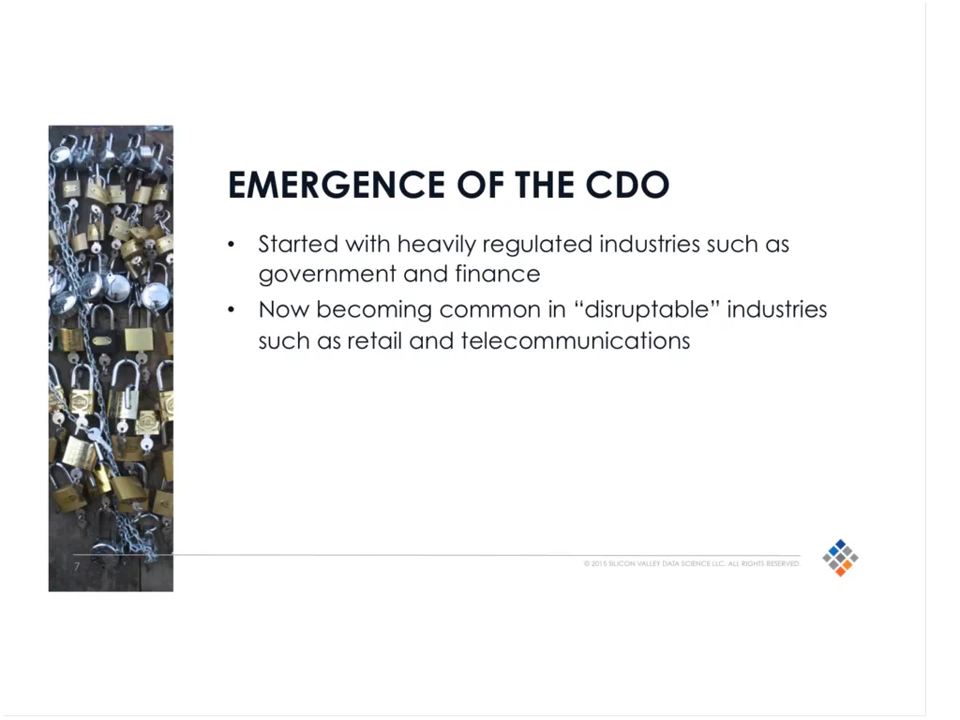 EMERGENCE OF THE CDO
• Started with heavily regulated industries such as
government and finance
• Now becoming common in “disruptable” industries
such as retail and telecommunications
7
© 2015 SILICON VALLEY DATA SCIENCE LLC. ALL RIGHTS RESERVED.